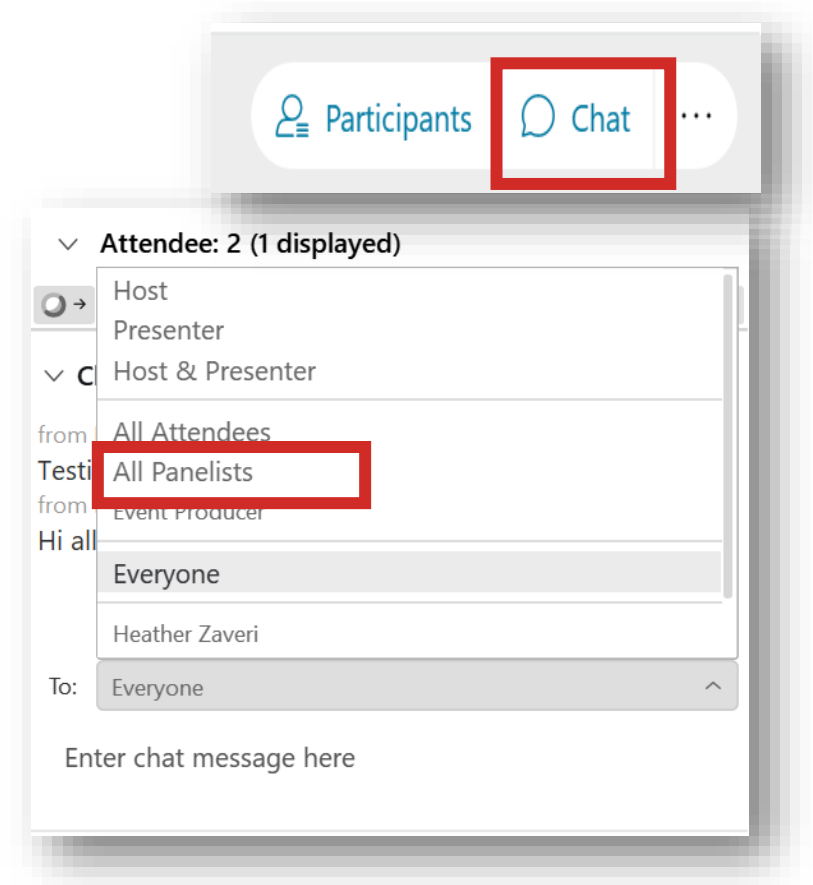 Participants Chat ...
Attendee: 2 (1 displayed)
Host
Presenter
Host & Presenter
from All Attendees
Testi All Panelists
from Event Producer
Hi all
Everyone
Heather Zaveri
To: Everyone
Enter chat message here